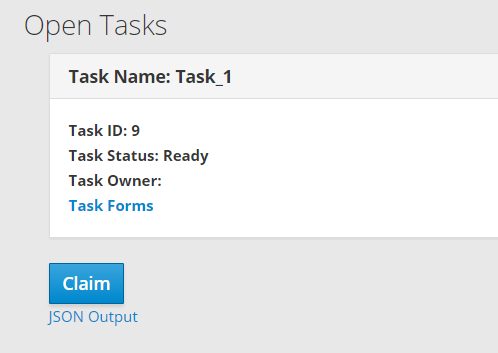 Open Tasks
Task Name: Task_1
Task ID: 9
Task Status: Ready
Task Owner:
Task Forms
Claim
JSON Output